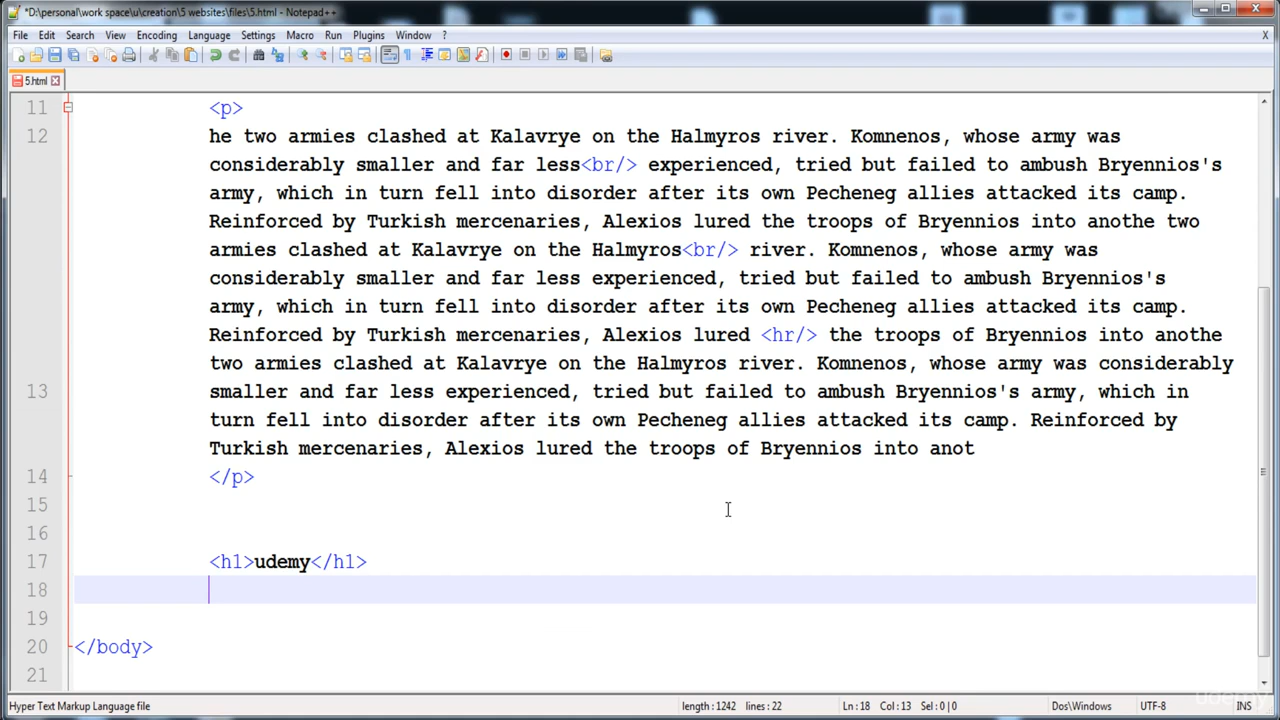 *D:\personal\work space\u\creation\5 websites\files\5.html - Notepad++
File Edit Search View Encoding Language Settings Macro Run Plugins Window ? X
5.html
11 <p>
12 he two armies clashed at Kalavrye on the Halmyros river. Komnenos, whose army was
considerably smaller and far less<br/> experienced, tried but failed to ambush Bryennios's
army, which in turn fell into disorder after its own Pecheneg allies attacked its camp.
Reinforced by Turkish mercenaries, Alexios lured the troops of Bryennios into anothe two
armies clashed at Kalavrye on the Halmyros<br/> river. Komnenos, whose army was
considerably smaller and far less experienced, tried but failed to ambush Bryennios's
army, which in turn fell into disorder after its own Pecheneg allies attacked its camp.
Reinforced by Turkish mercenaries, Alexios lured <hr/> the troops of Bryennios into anothe
two armies clashed at Kalavrye on the Halmyros river. Komnenos, whose army was considerably
13 smaller and far less experienced, tried but failed to ambush Bryennios's army, which in
turn fell into disorder after its own Pecheneg allies attacked its camp. Reinforced by
Turkish mercenaries, Alexios lured the troops of Bryennios into anot
14 </p>
15
16
17 <h1>udemy</h1>
18
19
20 </body>
21
Hyper Text Markup Language file length : 1242 lines : 22 Ln : 18 Col : 13 Sel : 0 | 0 Dos\Windows UTF-8 INS
udemy